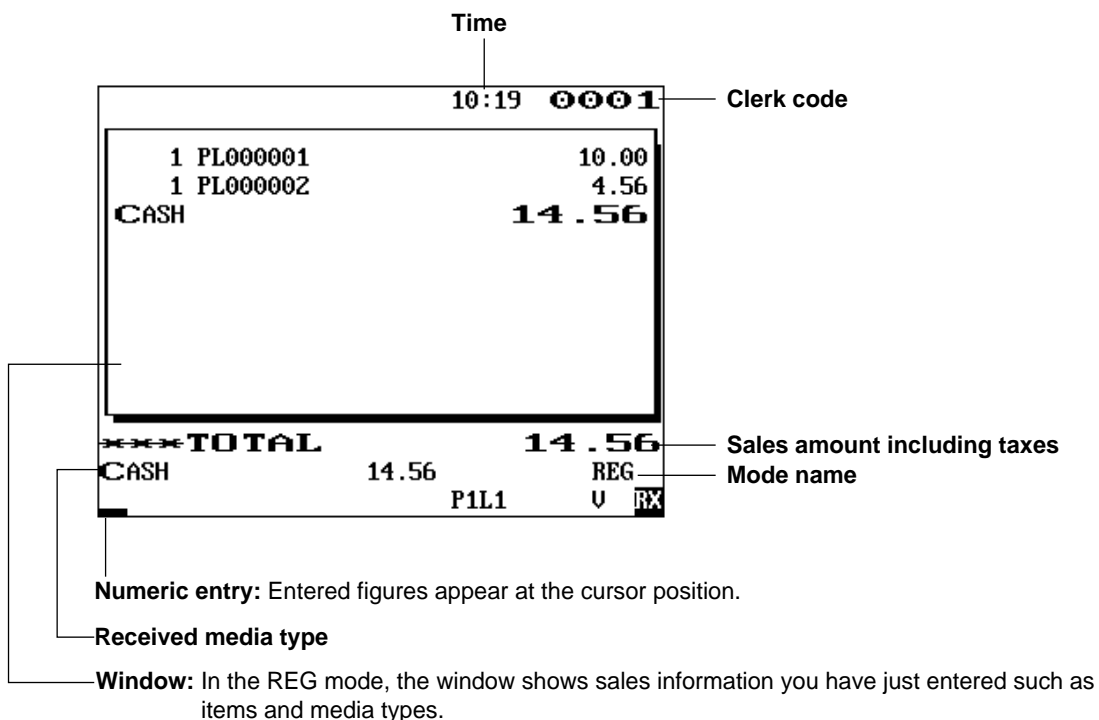 Time
10:19 0001 Clerk code
1 PL000001 10.00
1 PL000002 4.56
CASH 14.56
***TOTAL 14.56 Sales amount including taxes
CASH 14.56 REG Mode name
P1L1 V RX
Numeric entry: Entered figures appear at the cursor position.
Received media type
Window: In the REG mode, the window shows sales information you have just entered such as
items and media types.